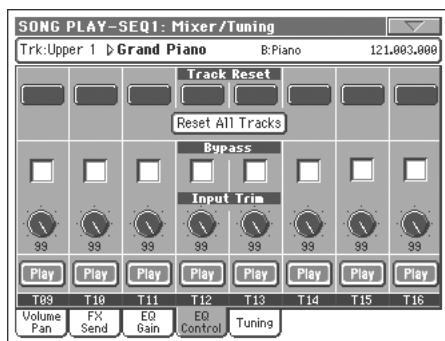 SONG PLAY-SEQ1: Mixer/Tuning
Trk:Upper 1 ▷Grand Piano B:Piano 121.003.000
Track Reset
Reset All Tracks
Bypass
Input Trim
99 99 99 99 99 99 99 99
Play Play Play Play Play Play Play Play
T09 T10 T11 T12 T13 T14 T15 T16
Volume Pan FX Send EQ Gain EQ Control Tuning